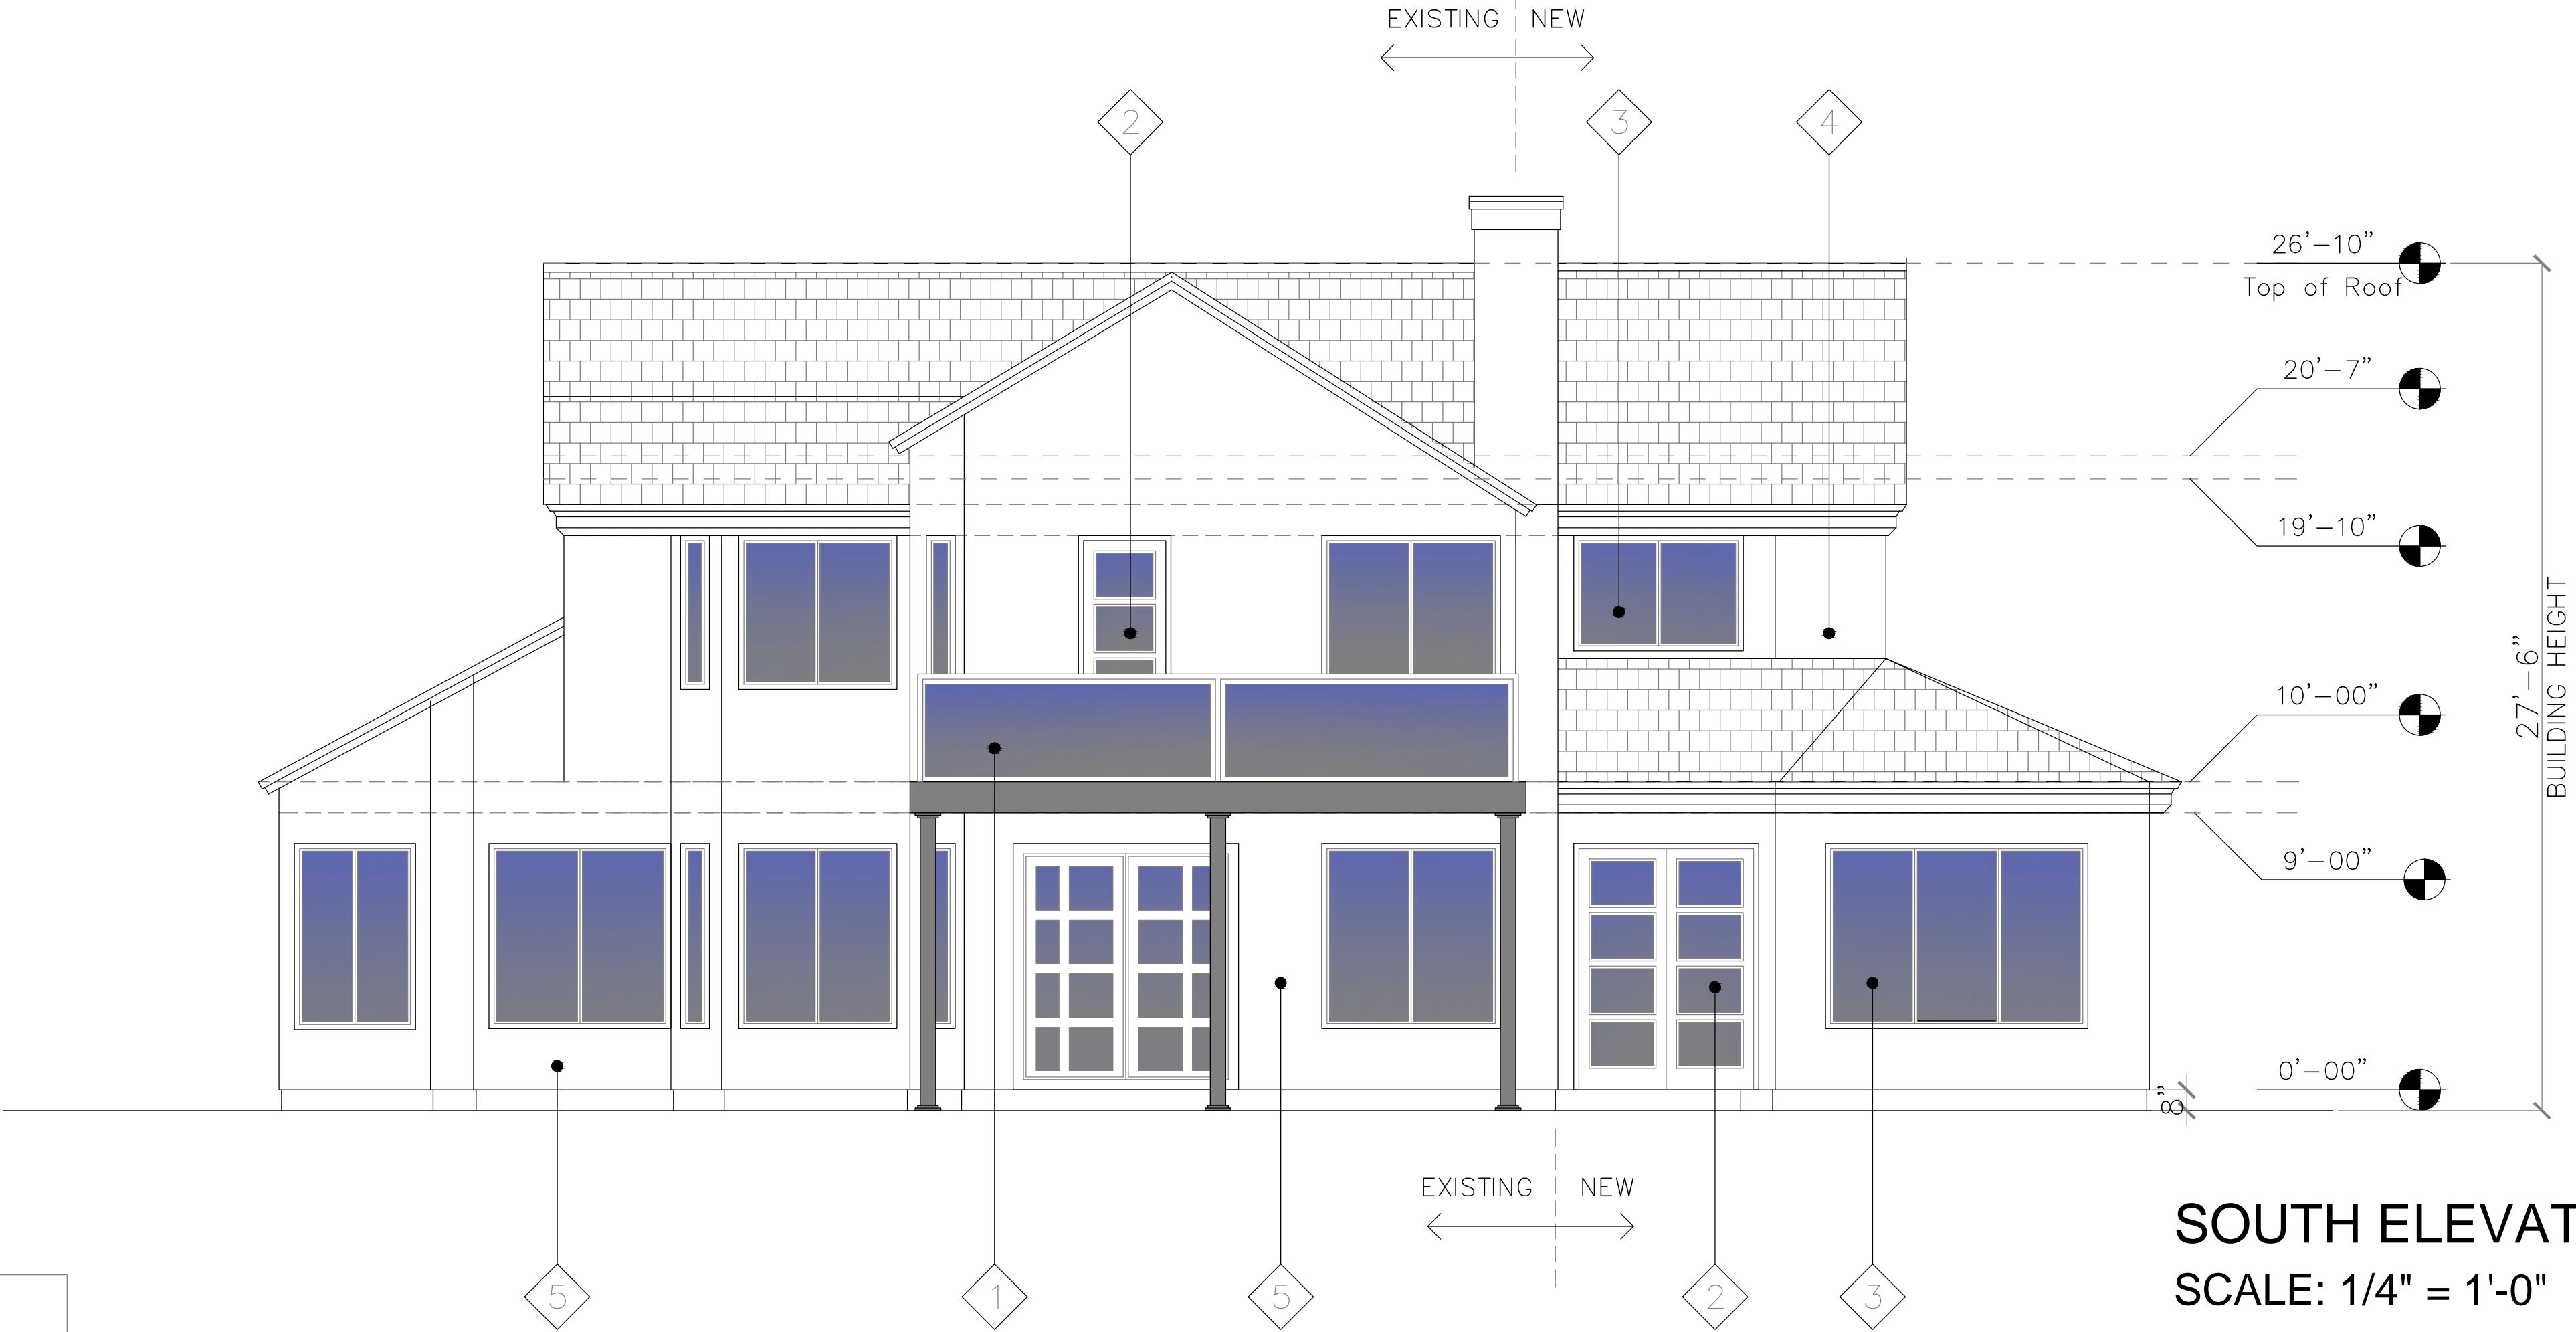 EXISTING NEW
2
3
4
26'-10"
Top of Roof
20'-7"
19'-10"
10'-00"
27'-6"
BUILDING HEIGHT
9'-00"
0'-00"
8"
EXISTING NEW
SOUTH ELEVAT
SCALE: 1/4" = 1'-0"
5
1
5
2
3